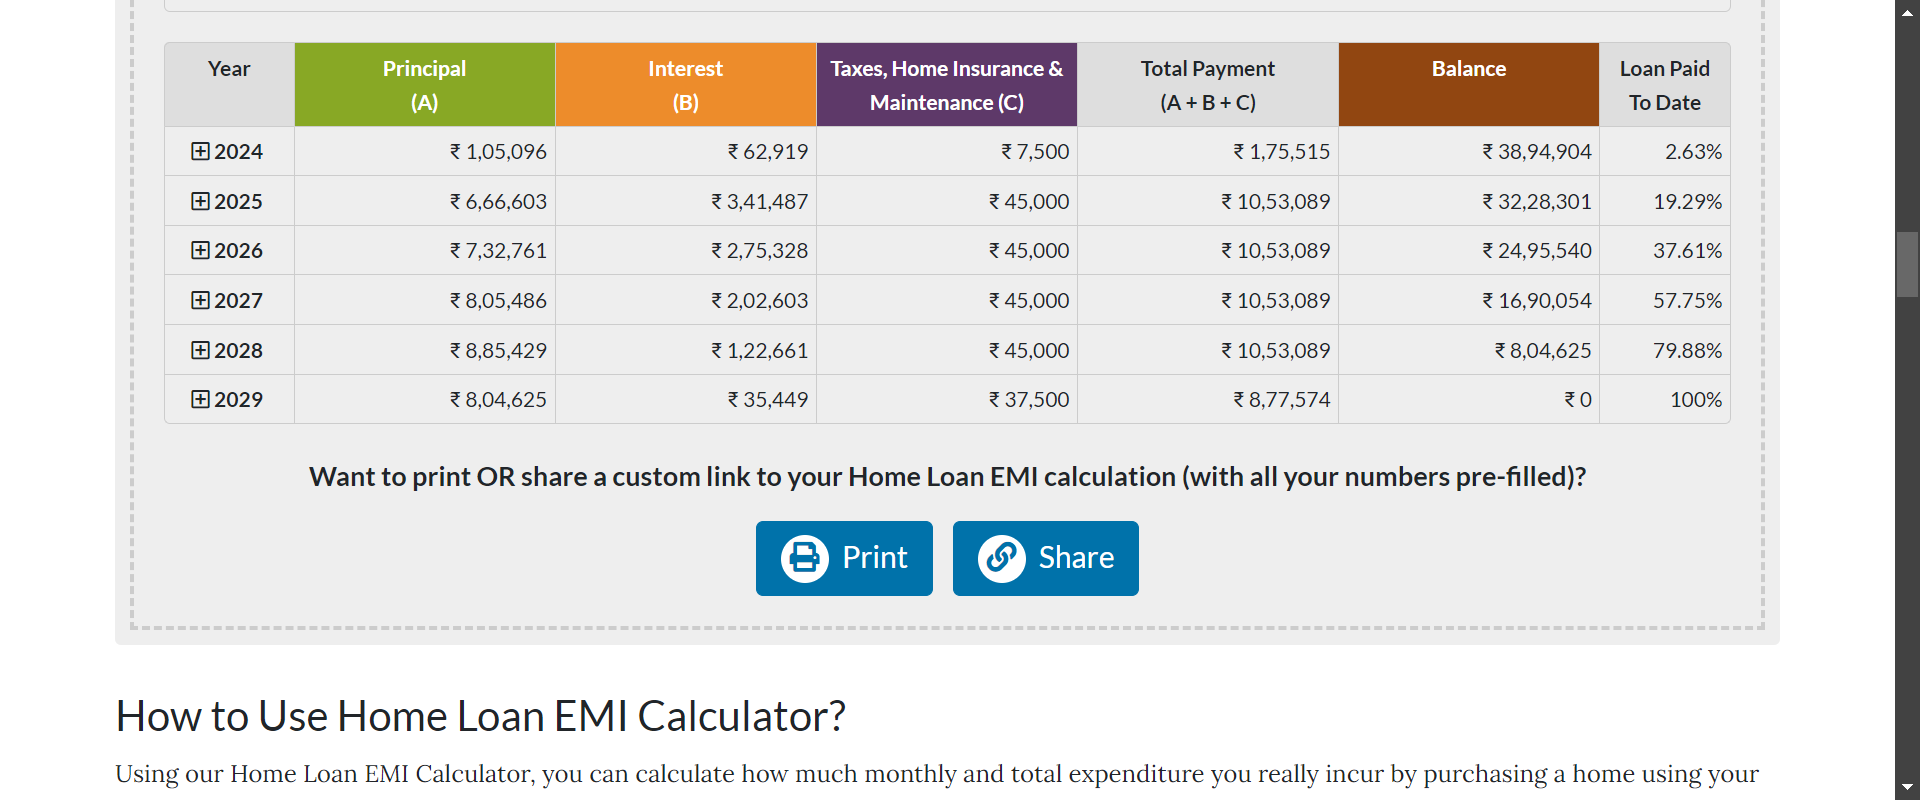 Year Principal Interest Taxes, Home Insurance & Total Payment Balance Loan Paid
(A) (B) Maintenance (C) (A + B + C) To Date
2024 ₹ 1,05,096 ₹ 62,919 ₹ 7,500 ₹ 1,75,515 ₹ 38,94,904 2.63%
2025 ₹ 6,66,603 ₹ 3,41,487 ₹ 45,000 ₹ 10,53,089 ₹ 32,28,301 19.29%
2026 ₹ 7,32,761 ₹ 2,75,328 ₹ 45,000 ₹ 10,53,089 ₹ 24,95,540 37.61%
2027 ₹ 8,05,486 ₹ 2,02,603 ₹ 45,000 ₹ 10,53,089 ₹ 16,90,054 57.75%
2028 ₹ 8,85,429 ₹ 1,22,661 ₹ 45,000 ₹ 10,53,089 ₹ 8,04,625 79.88%
2029 ₹ 8,04,625 ₹ 35,449 ₹ 37,500 ₹ 8,77,574 ₹ 0 100%
Want to print OR share a custom link to your Home Loan EMI calculation (with all your numbers pre-filled)?
Print Share
How to Use Home Loan EMI Calculator?
Using our Home Loan EMI Calculator, you can calculate how much monthly and total expenditure you really incur by purchasing a home using your